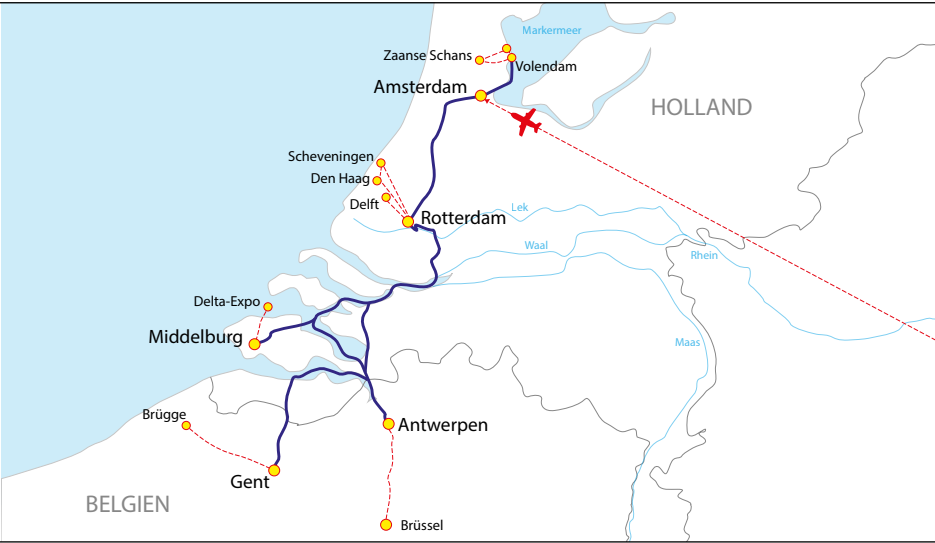 Markermeer
Zaanse Schans
Volendam
Amsterdam
HOLLAND
Scheveningen
Den Haag
Delft
Lek
Rotterdam
Waal
Rhein
Delta-Expo
Middelburg
Maas
Brügge
Antwerpen
Gent
BELGIEN
Brüssel